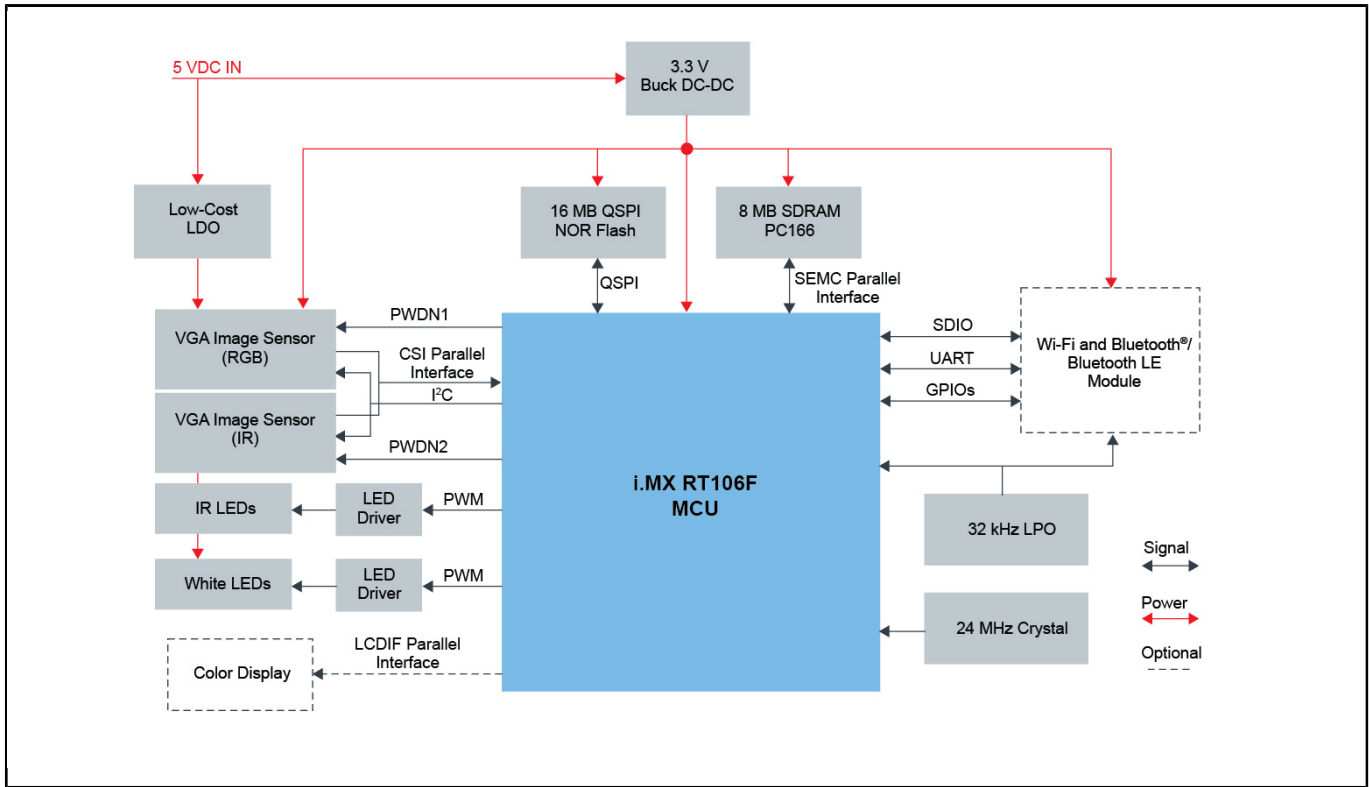 5 VDC IN
3.3 V
Buck DC-DC
Low-Cost
LDO
16 MB QSPI
NOR Flash
8 MB SDRAM
PC166
QSPI
SEMC Parallel
Interface
VGA Image Sensor
(RGB)
PWDN1
CSI Parallel
Interface
I²C
VGA Image Sensor
(IR)
PWDN2
IR LEDs
LED
Driver
PWM
White LEDs
LED
Driver
PWM
Color Display
LCDIF Parallel
Interface
i.MX RT106F
MCU
SDIO
UART
GPIOs
Wi-Fi and Bluetooth®/
Bluetooth LE
Module
32 kHz LPO
24 MHz Crystal
Signal
Power
Optional